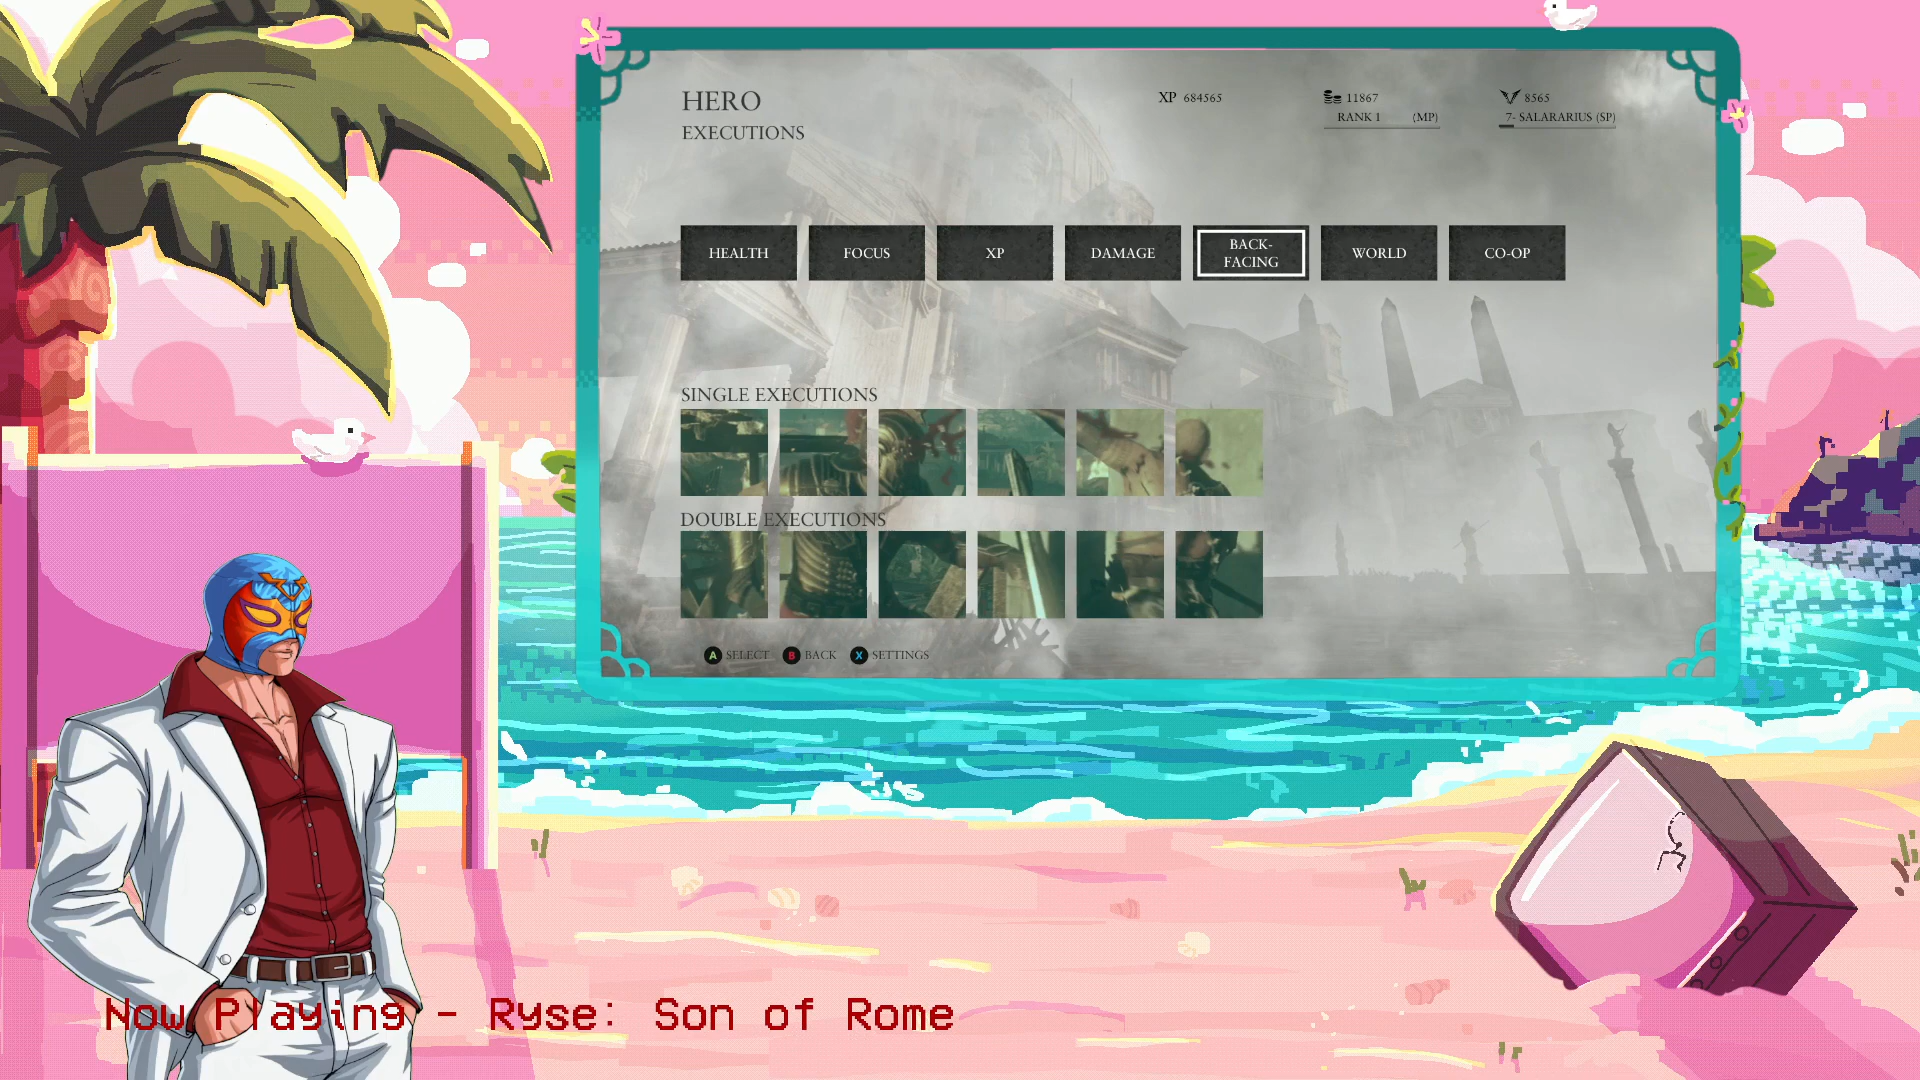 HERO
EXECUTIONS
XP 684565
11867
RANK 1 (MP)
8565
7- SALARARIUS (SP)
HEALTH
FOCUS
XP
DAMAGE
BACK-
FACING
WORLD
CO-OP
SINGLE EXECUTIONS
DOUBLE EXECUTIONS
A SELECT B BACK X SETTINGS
Now Playing - Ryse: Son of Rome